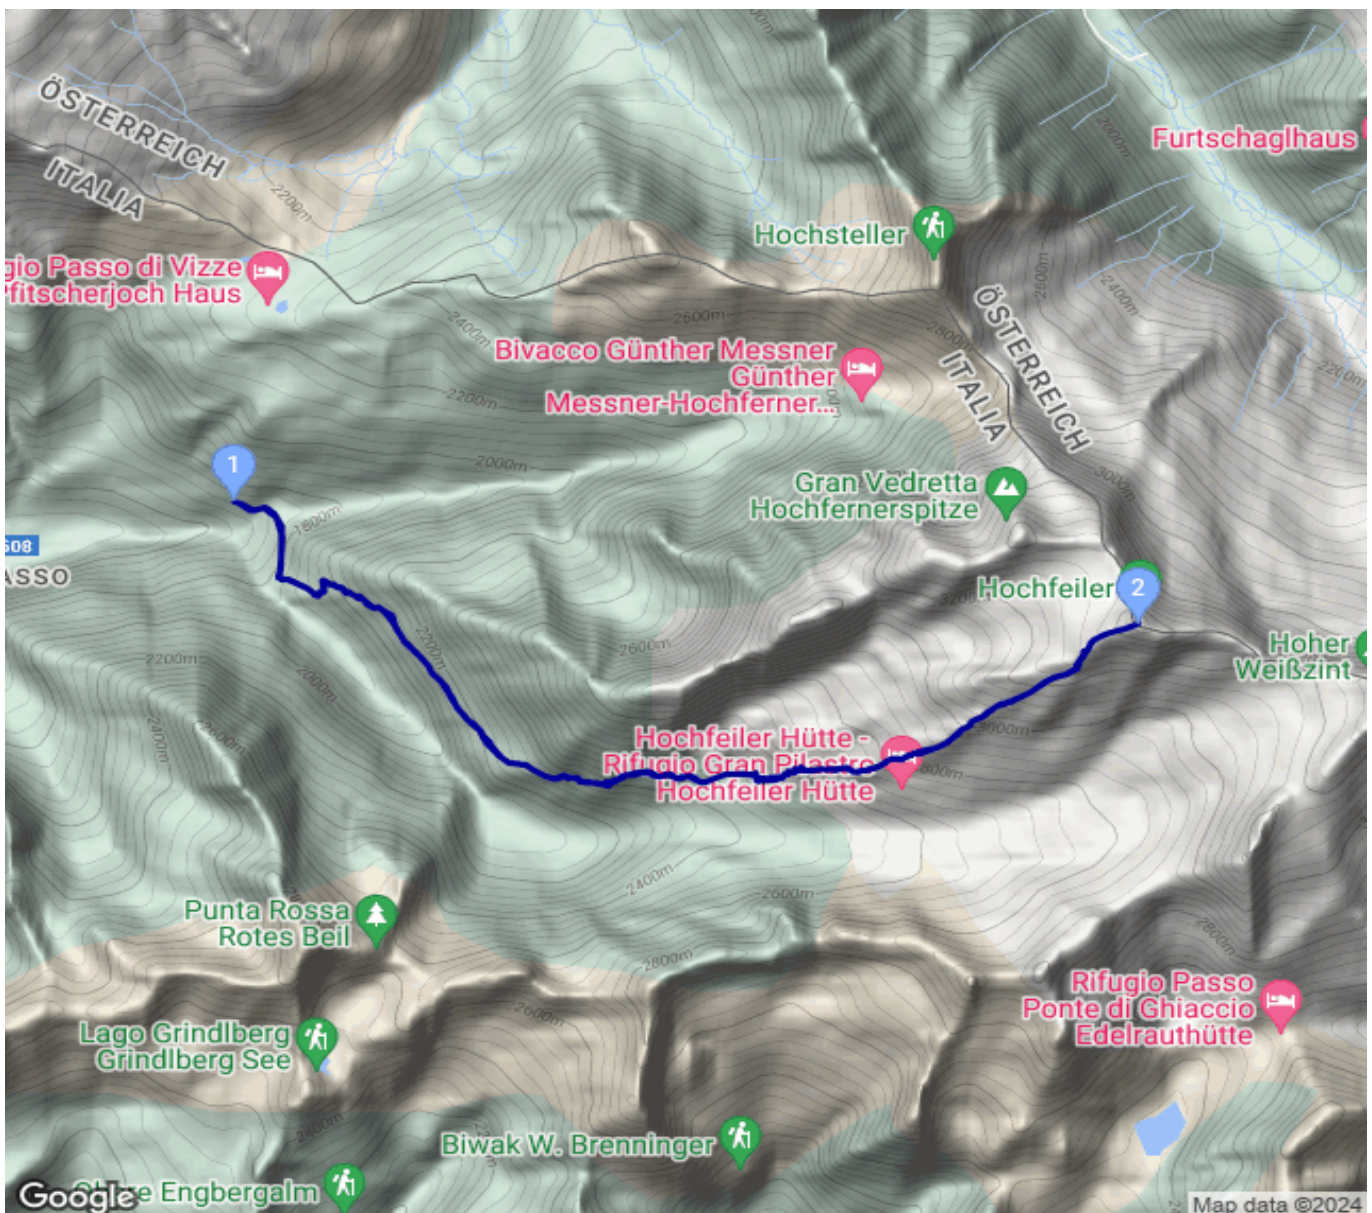 ÖSTERREICH
ITALIA
2200m
2000m
Furtschaglhaus
Hochsteller
gio Passo di Vizze
Pfitscherjoch Haus
2600m
2400m
2400m
2600m
2800m
ÖSTERREICH
ITALIA
Bivacco Günther Messner
Günther
Messner-Hochferner...
2200m
2000m
3000m
1
Gran Vedretta
Hochfernerspitze
1800m
608
ASSO
Hochfeiler
2
2200m
2600m
2200m
2000m
2400m
Hoher
Weißzint
3000m
Hochfeiler Hütte -
Rifugio Gran Pilastro
Hochfeiler Hütte
2800m
2400m
2600m
Punta Rossa
Rotes Beil
2800m
2800m
Rifugio Passo
Ponte di Ghiaccio
Edelrauthütte
2600m
Lago Grindlberg
Grindlberg See
2400m
Biwak W. Brenninger
Engbergalm
Google
Map data ©2024